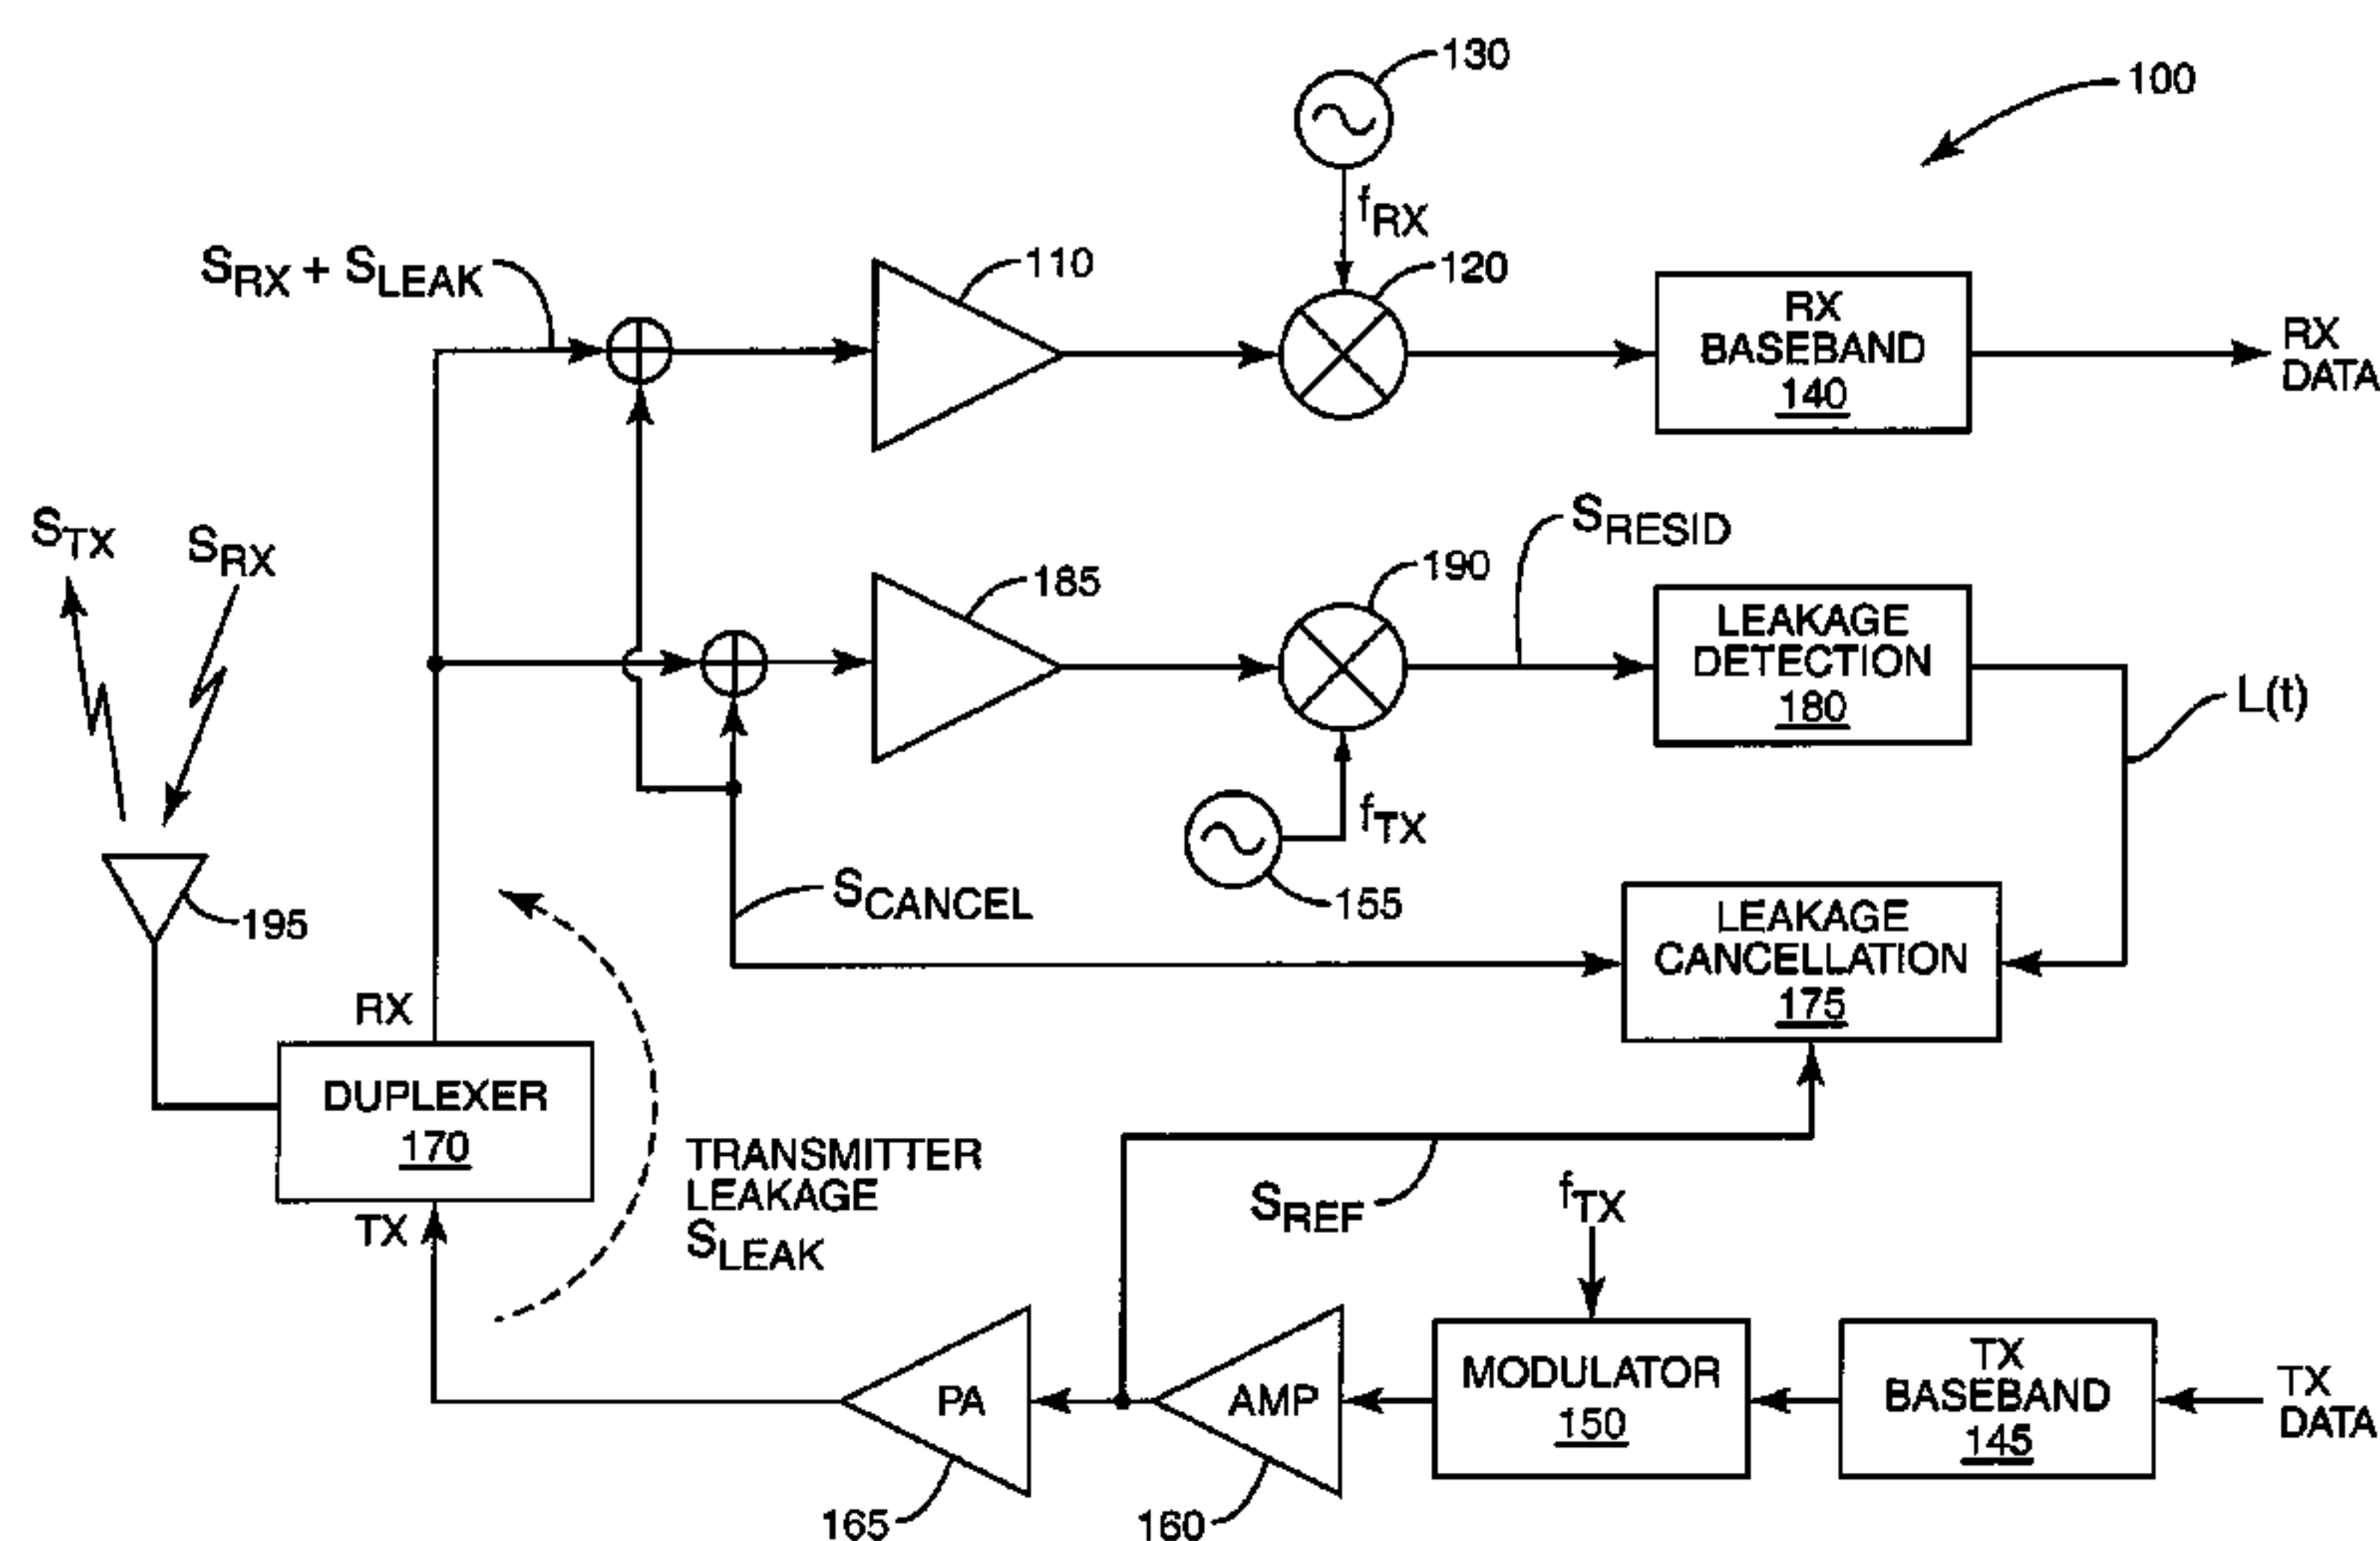 130
100
fRX
SRX + SLEAK
110
120
RX
BASEBAND
140
RX
DATA
STX
SRX
185
190
SRESID
LEAKAGE
DETECTION
180
L(t)
fTX
155
SCANCEL
195
LEAKAGE
CANCELLATION
175
RX
DUPLEXER
170
TX
TRANSMITTER
LEAKAGE
SLEAK
SREF
fTX
PA
AMP
MODULATOR
150
TX
BASEBAND
145
TX
DATA
165
160